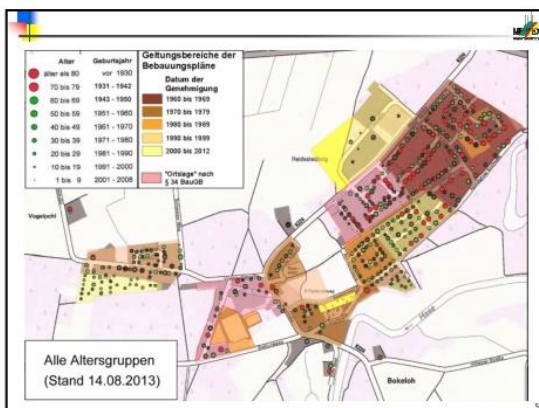 Alter Geburtsjahr
älter als 80 vor 1930
70 bis 79 1931 - 1942
60 bis 69 1943 - 1950
50 bis 59 1951 - 1960
40 bis 49 1961 - 1970
30 bis 39 1971 - 1980
20 bis 29 1981 - 1990
10 bis 19 1991 - 2000
1 bis 9 2001 - 2008
Geltungsbereiche der
Bebauungspläne
Datum der
Genehmigung
1960 bis 1969
1970 bis 1979
1980 bis 1989
1990 bis 1999
2000 bis 2012
"Ortslage" nach
§ 34 BauGB
Vogelpohl
Hase
Bokeloh
Alle Altersgruppen
(Stand 14.08.2013)